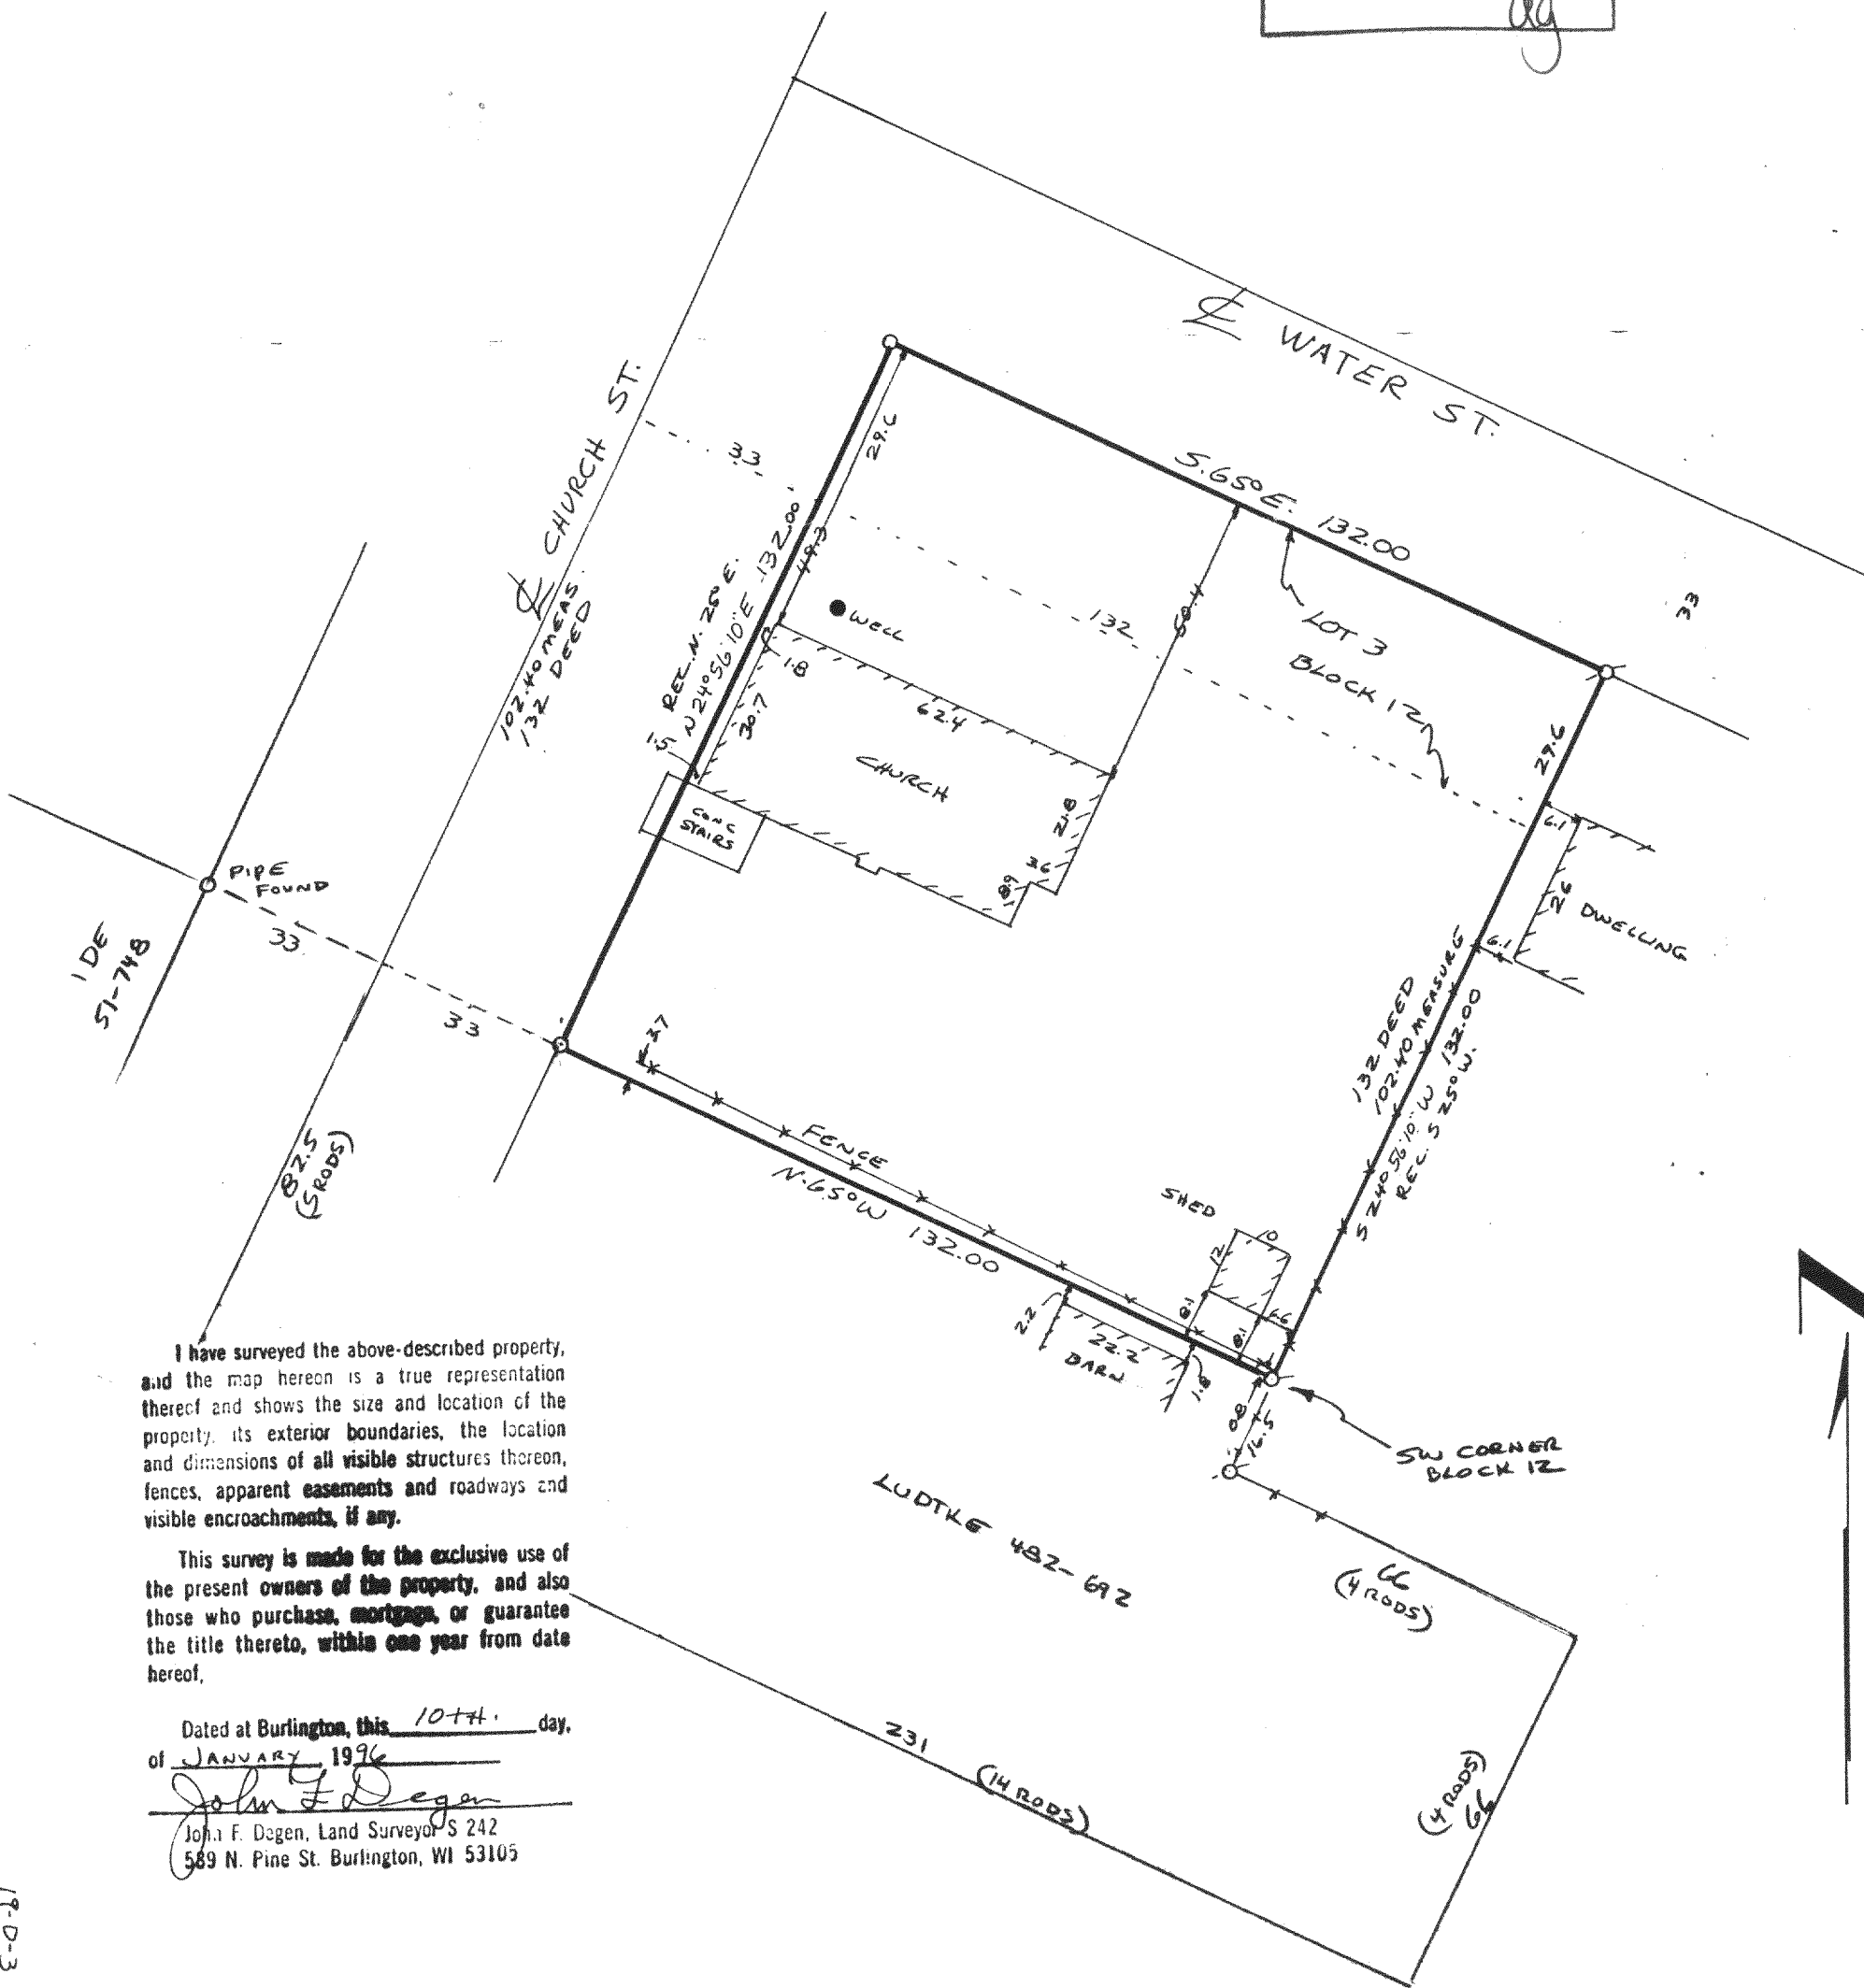 ℄ WATER ST.
℄ CHURCH ST.
33
29.6
S.65°E. 132.00
33
49.3
WELL
132
50.4
LOT 3
BLOCK 12
REC. N. 25° E.
N 24° 56' 10" E 132.00
102.40 MEAS
132 DEED
1.8
30.7
62.4
CHURCH
21.8
1.5
CONC
STAIRS
3.6
8.9
29.6
6.1
26
DWELLING
6.1
PIPE
FOUND
33
33
IDE
51-748
132 DEED
102.40 MEASURE
S 24° 56' 10" W 132.00
REC. S 25° W.
3.7
FENCE
N.65°W 132.00
82.5
(5 RODS)
SHED
10
12
8.1
8.1
6.6
2.2
22.2
BARN
1.8
0.8
16.5
SW CORNER
BLOCK 12
LUDTKE 482-692
66
(4 RODS)
231
(14 RODS)
(4 RODS)
66
I have surveyed the above-described property,
and the map hereon is a true representation
thereof and shows the size and location of the
property, its exterior boundaries, the location
and dimensions of all visible structures thereon,
fences, apparent easements and roadways and
visible encroachments, if any.
This survey is made for the exclusive use of
the present owners of the property, and also
those who purchase, mortgage, or guarantee
the title thereto, within one year from date
hereof,
Dated at Burlington, this 10TH. day,
of JANUARY, 1996
John F Degen
John F. Degen, Land Surveyor S 242
589 N. Pine St. Burlington, WI 53105
18-0-3